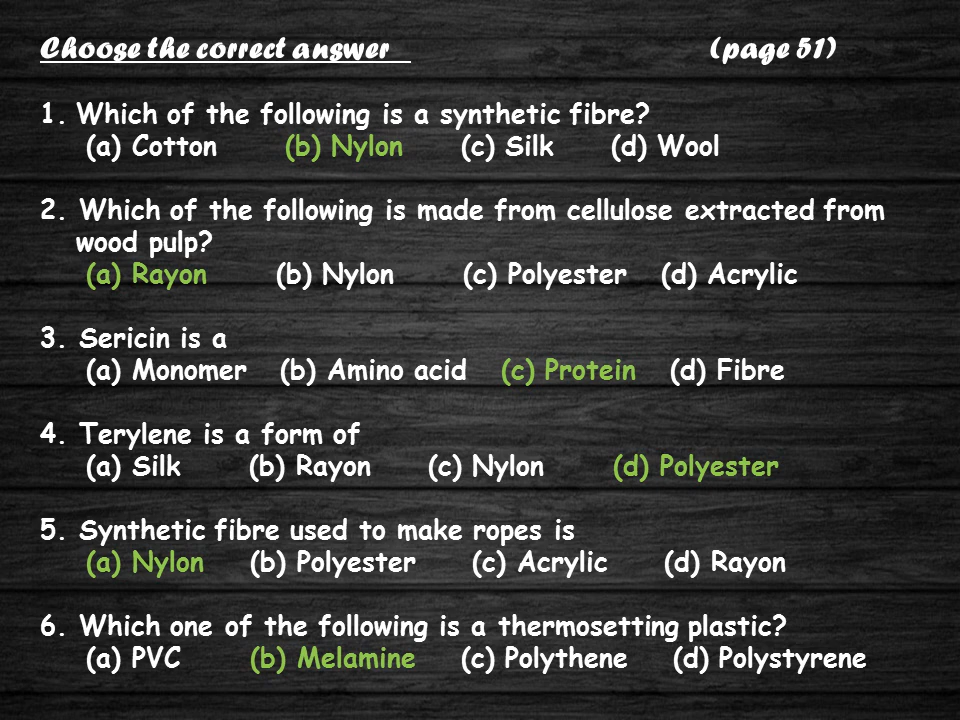 Choose the correct answer (page 51)
1. Which of the following is a synthetic fibre?
(a) Cotton (b) Nylon (c) Silk (d) Wool
2. Which of the following is made from cellulose extracted from
wood pulp?
(a) Rayon (b) Nylon (c) Polyester (d) Acrylic
3. Sericin is a
(a) Monomer (b) Amino acid (c) Protein (d) Fibre
4. Terylene is a form of
(a) Silk (b) Rayon (c) Nylon (d) Polyester
5. Synthetic fibre used to make ropes is
(a) Nylon (b) Polyester (c) Acrylic (d) Rayon
6. Which one of the following is a thermosetting plastic?
(a) PVC (b) Melamine (c) Polythene (d) Polystyrene